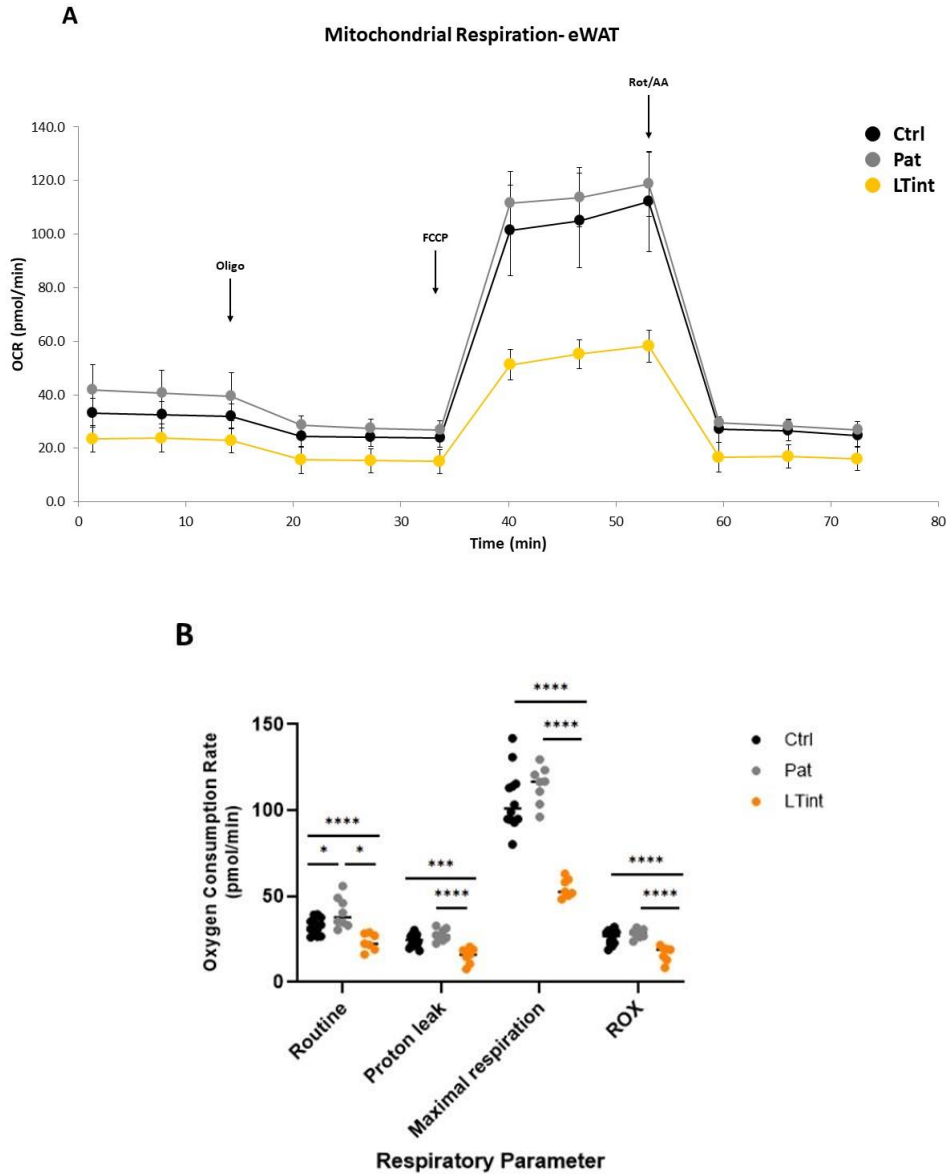 A
Mitochondrial Respiration- eWAT
Rot/AA
140.0
Ctrl
Pat
LTint
120.0
100.0
FCCP
Oligo
80.0
60.0
40.0
20.0
0.0
OCR (pmol/min)
0 10 20 30 40 50 60 70 80
Time (min)
B
**** 
****
150
Ctrl
Pat
LTint
100
****
* *
***
****
****
****
50
0
Oxygen Consumption Rate
(pmol/min)
Routine
Proton leak
Maximal respiration
ROX
Respiratory Parameter